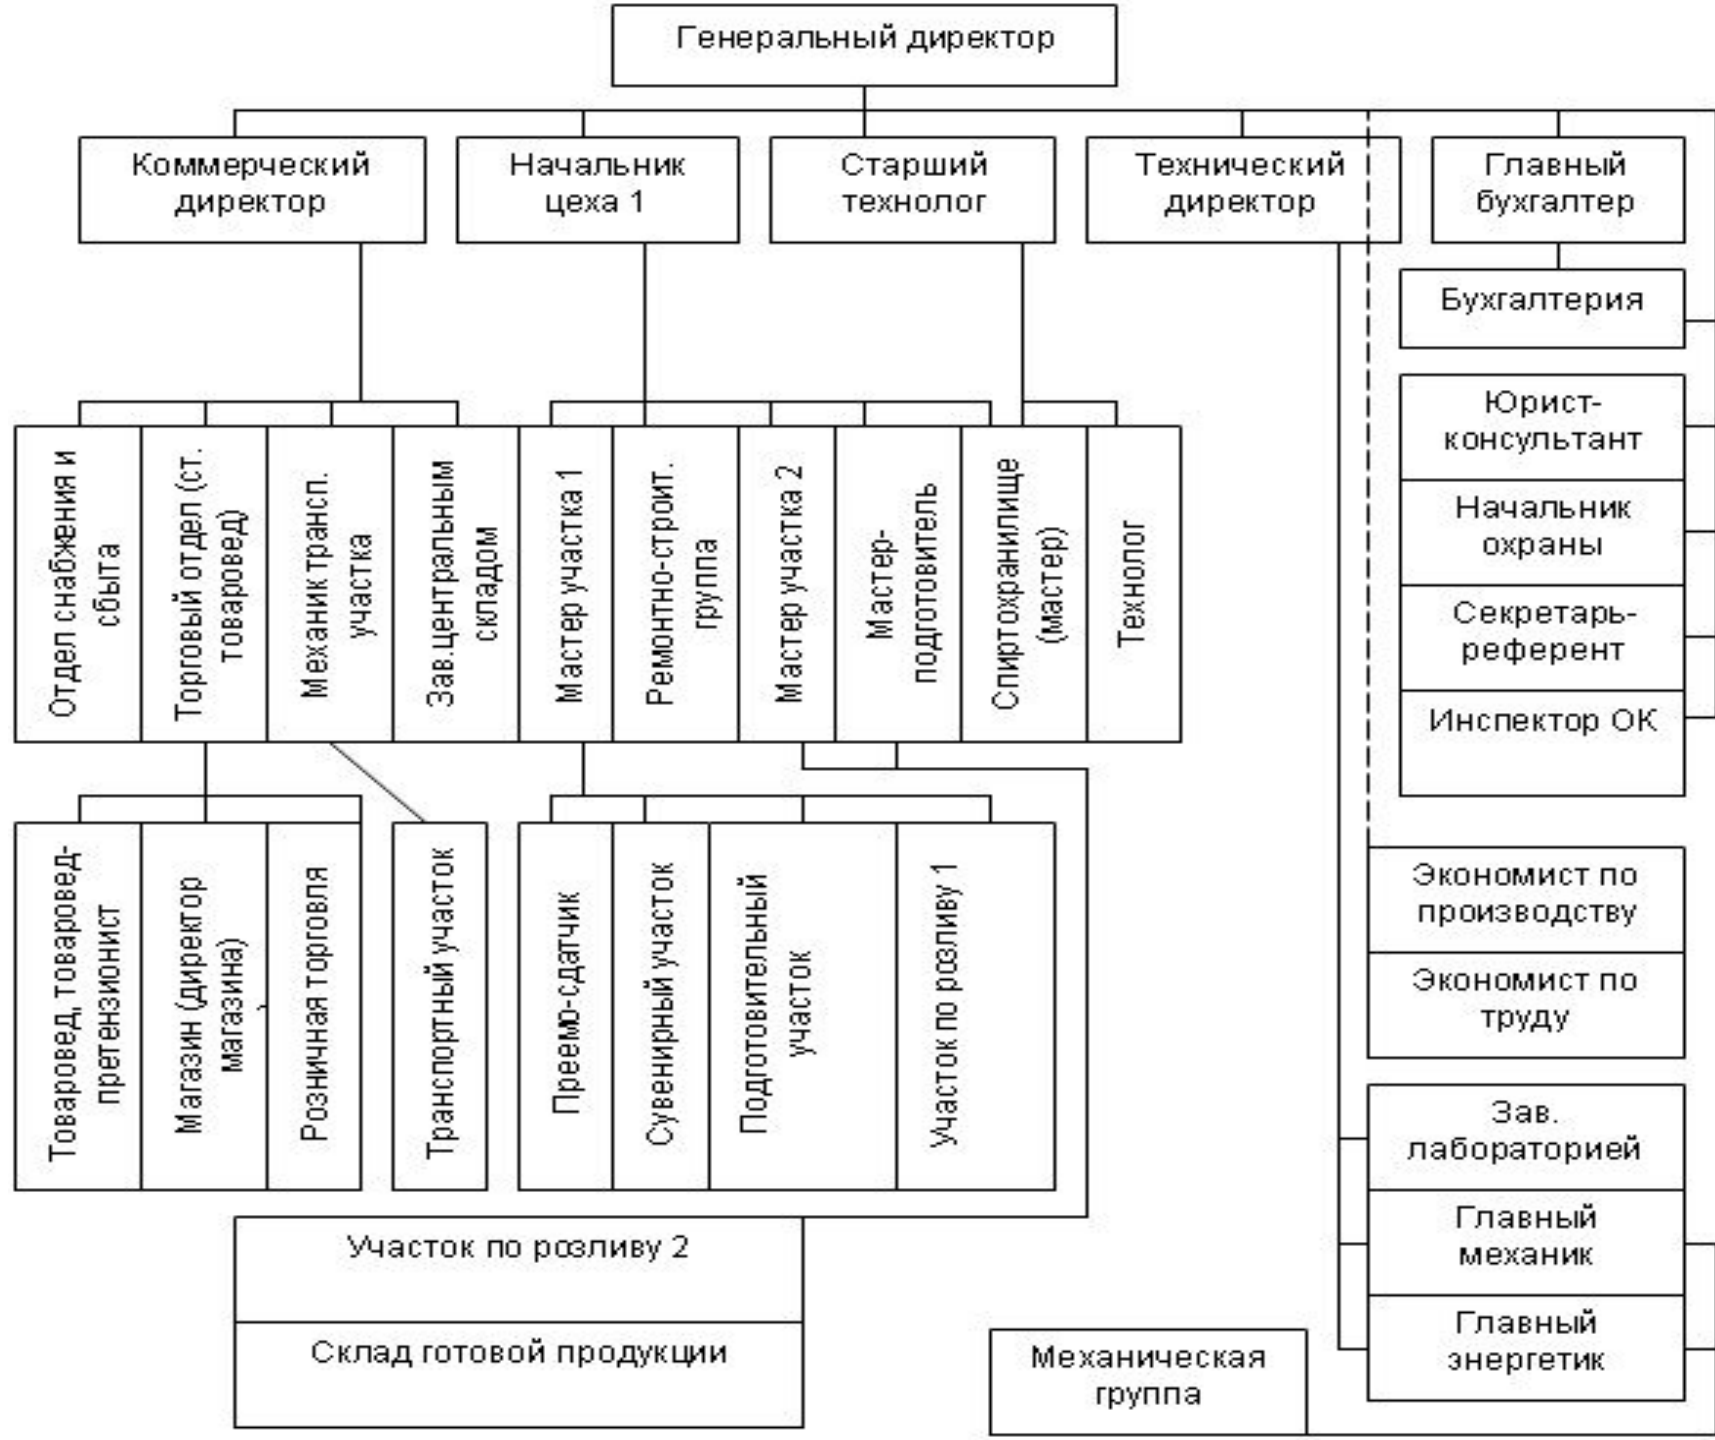 Генеральный директор
Коммерческий
директор
Начальник
цеха 1
Старший
технолог
Технический
директор
Главный
бухгалтер
Бухгалтерия
Юрист-
консультант
Начальник
охраны
Секретарь-
референт
Инспектор ОК
Отдел снабжения и
сбыта
Торговый отдел (ст.
товаровед)
Механик трансп.
участка
Зав.центральным
складом
Мастер участка 1
Ремонтно-строит.
группа
Мастер участка 2
Мастер-
подготовитель
Спиртохранилище
(мастер)
Технолог
Товаровед, товаровед-
претензионист
Магазин (директор
магазина)
Розничная торговля
Транспортный участок
Преемо-сдатчик
Сувенирный участок
Подготовительный
участок
Участок по розливу 1
Экономист по
производству
Экономист по
труду
Зав.
лабораторией
Главный
механик
Главный
энергетик
Участок по розливу 2
Склад готовой продукции
Механическая
группа